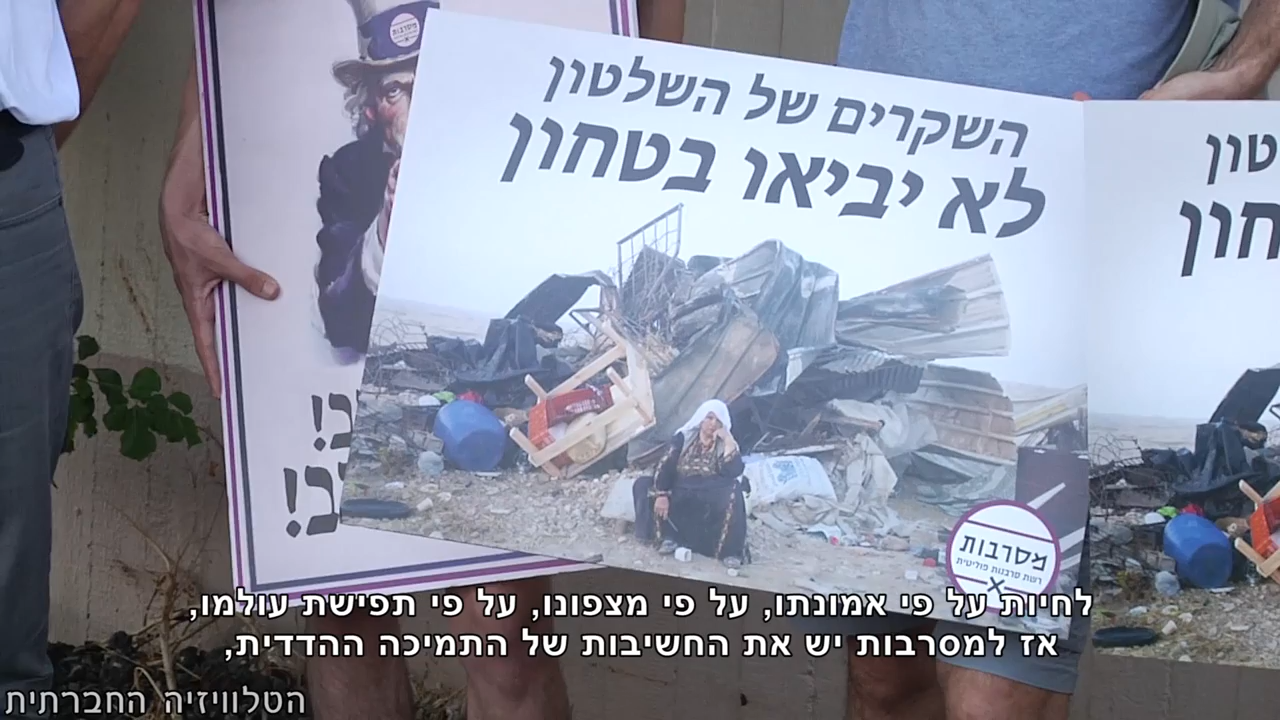 מסרבות
השקרים של השלטון
לא יביאו בטחון
מסרבות
רשת סרבנות פוליטית
לחיות על פי אמונתו, על פי מצפונו, על פי תפישת עולמו,
אז למסרבות יש את החשיבות של התמיכה ההדדית,
הטלוויזיה החברתית